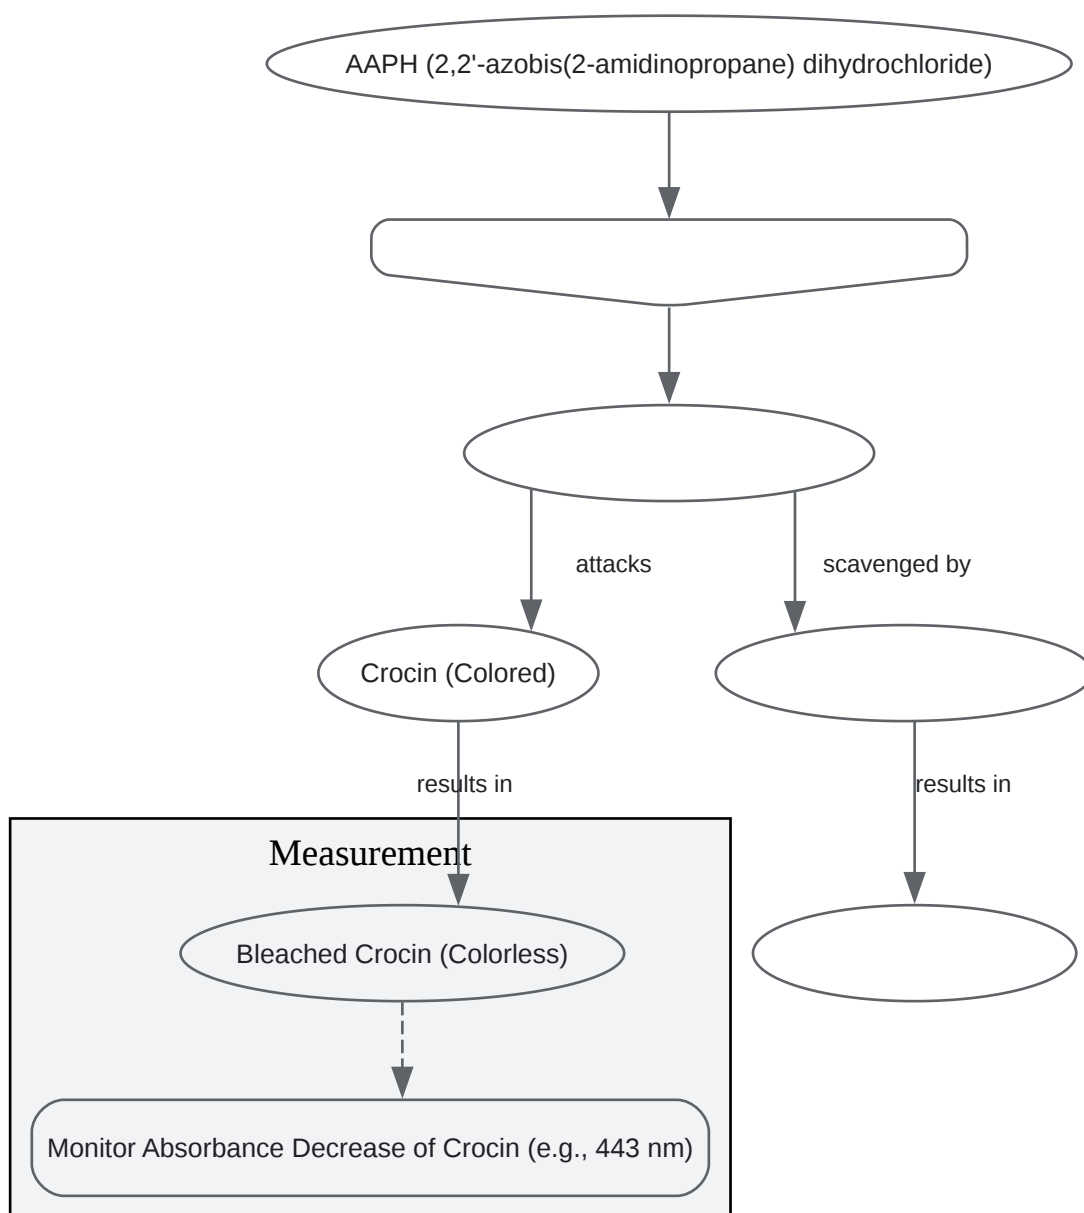 AAPH (2,2'-azobis(2-amidinopropane) dihydrochloride)
attacks
scavenged by
Crocin (Colored)
results in
results in
Measurement
Bleached Crocin (Colorless)
Monitor Absorbance Decrease of Crocin (e.g., 443 nm)